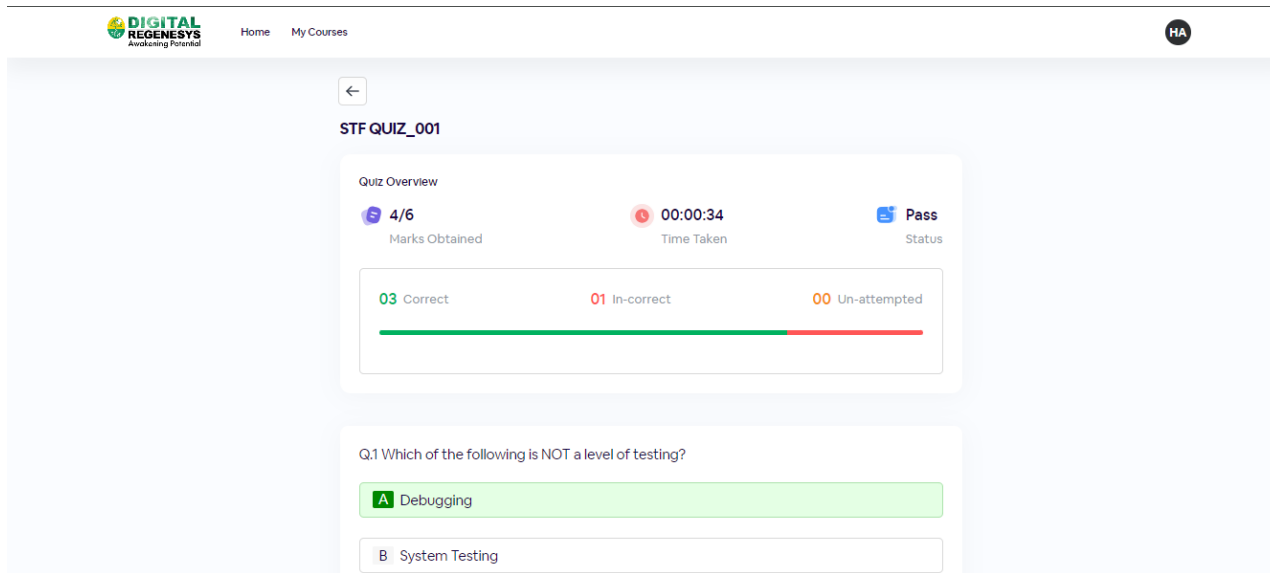 DIGITAL
REGENESYS
Awakening Potential
Home My Courses
HA
STF QUIZ_001
Quiz Overview
4/6 00:00:34 Pass
Marks Obtained Time Taken Status
03 Correct 01 In-correct 00 Un-attempted
Q.1 Which of the following is NOT a level of testing?
A Debugging
B System Testing